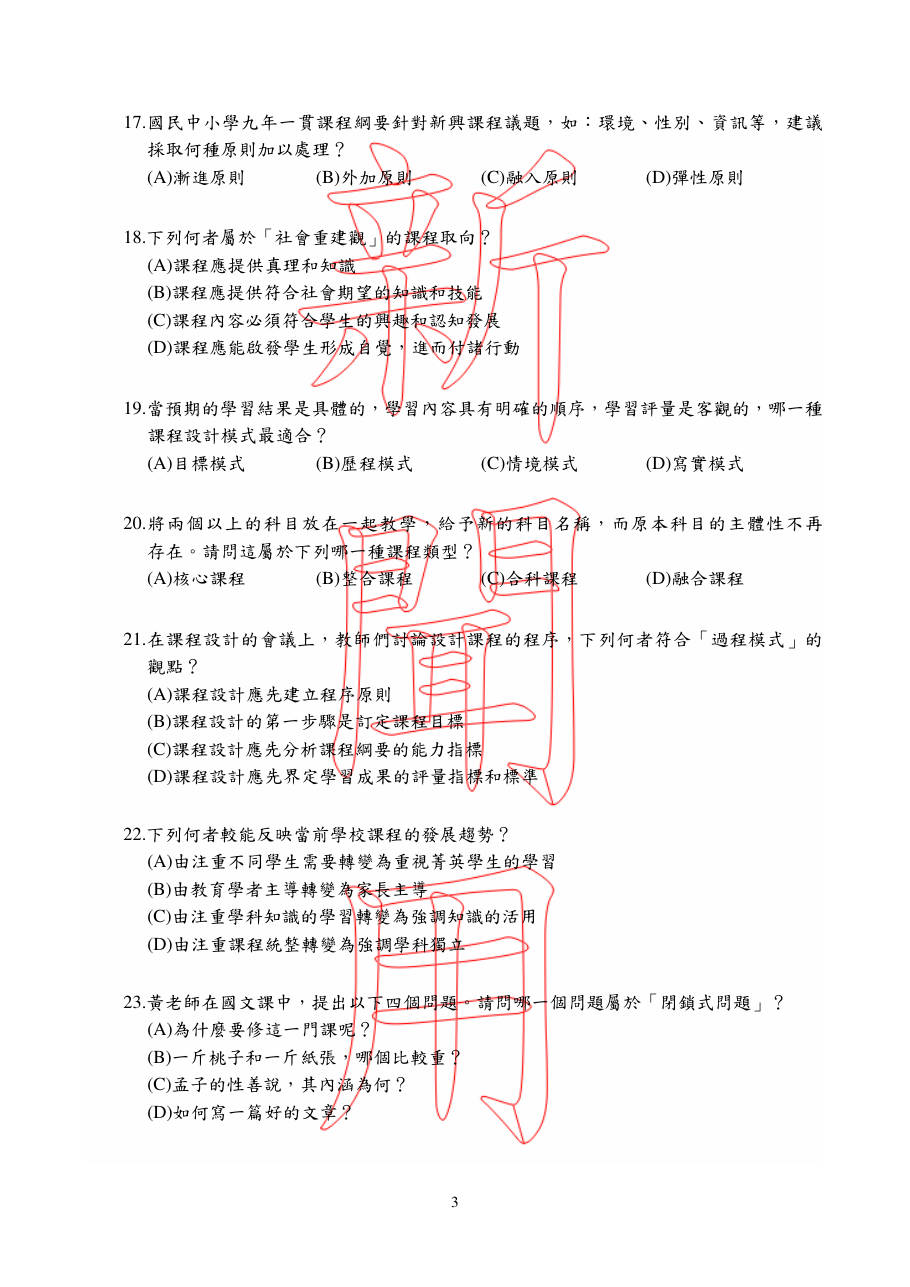 17.國民中小學九年一貫課程綱要針對新興課程議題，如：環境、性別、資訊等，建議
採取何種原則加以處理？
(A)漸進原則 (B)外加原則 (C)融入原則 (D)彈性原則
18.下列何者屬於「社會重建觀」的課程取向？
(A)課程應提供真理和知識
(B)課程應提供符合社會期望的知識和技能
(C)課程內容必須符合學生的興趣和認知發展
(D)課程應能啟發學生形成自覺，進而付諸行動
19.當預期的學習結果是具體的，學習內容具有明確的順序，學習評量是客觀的，哪一種
課程設計模式最適合？
(A)目標模式 (B)歷程模式 (C)情境模式 (D)寫實模式
20.將兩個以上的科目放在一起教學，給予新的科目名稱，而原本科目的主體性不再
存在。請問這屬於下列哪一種課程類型？
(A)核心課程 (B)整合課程 (C)合科課程 (D)融合課程
21.在課程設計的會議上，教師們討論設計課程的程序，下列何者符合「過程模式」的
觀點？
(A)課程設計應先建立程序原則
(B)課程設計的第一步驟是訂定課程目標
(C)課程設計應先分析課程綱要的能力指標
(D)課程設計應先界定學習成果的評量指標和標準
22.下列何者較能反映當前學校課程的發展趨勢？
(A)由注重不同學生需要轉變為重視菁英學生的學習
(B)由教育學者主導轉變為家長主導
(C)由注重學科知識的學習轉變為強調知識的活用
(D)由注重課程統整轉變為強調學科獨立
23.黃老師在國文課中，提出以下四個問題。請問哪一個問題屬於「閉鎖式問題」？
(A)為什麼要修這一門課呢？
(B)一斤桃子和一斤紙張，哪個比較重？
(C)孟子的性善說，其內涵為何？
(D)如何寫一篇好的文章？
新聞用
3